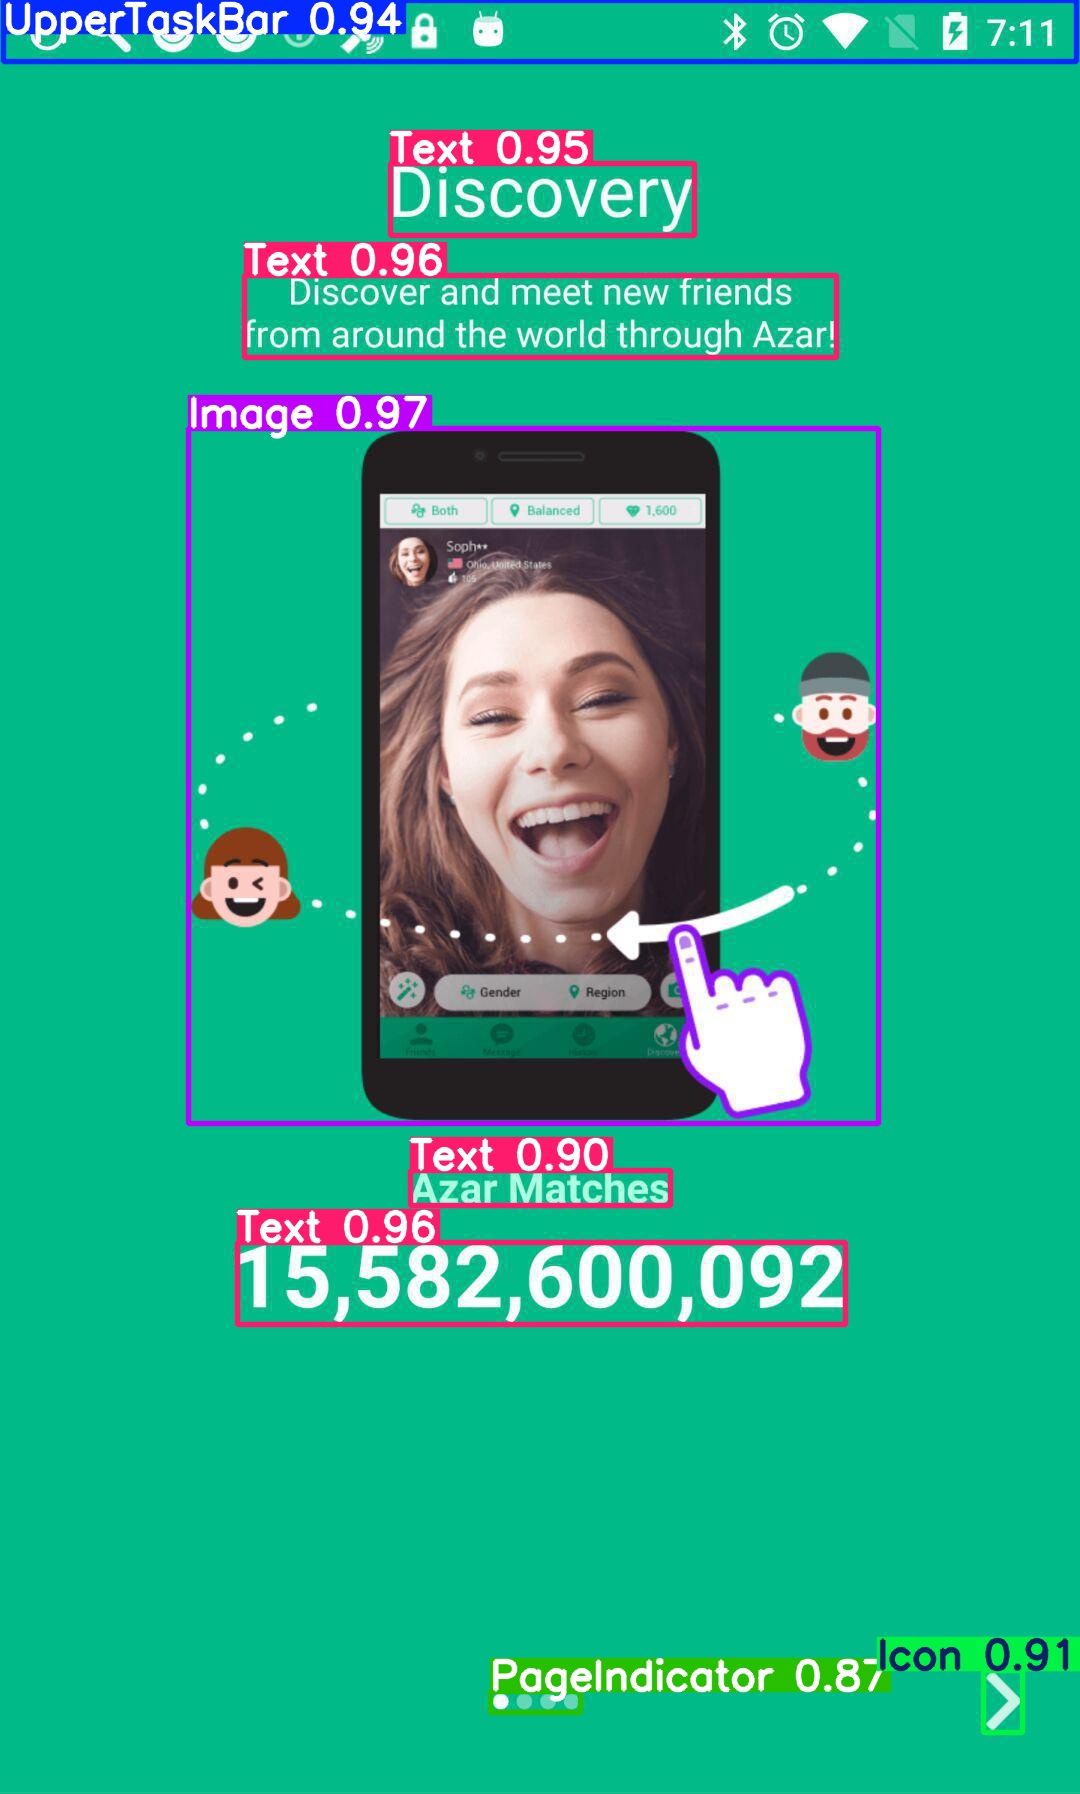 UpperTaskBar 0.94
7:11
Text 0.95
Discovery
Text 0.96
Discover and meet new friends
from around the world through Azar!
Image 0.97
Both
Balanced
1,600
Soph**
Ohio, United States
105
Gender
Region
Friends
Message
History
Text 0.90
Azar Matches
Text 0.96
15,582,600,092
Icon 0.91
PageIndicator 0.87